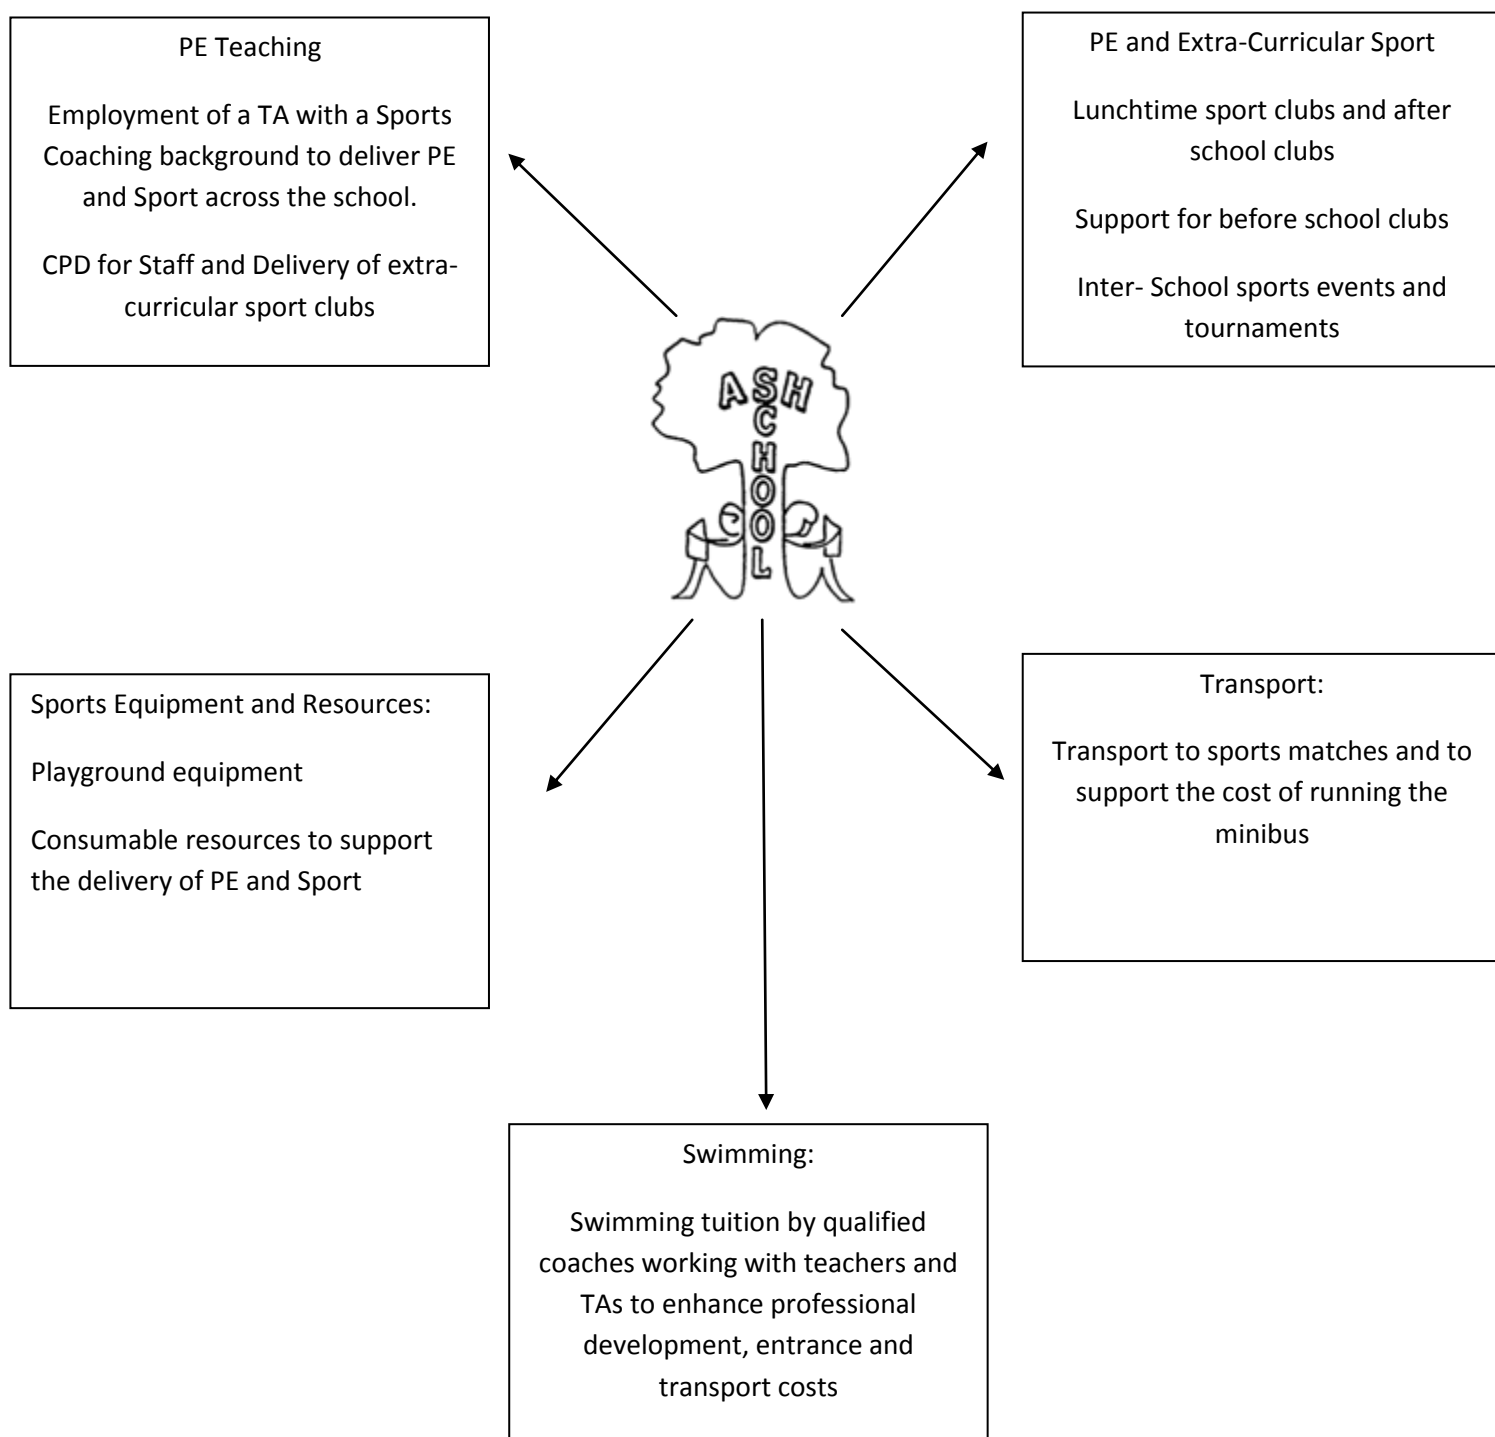 PE Teaching
Employment of a TA with a Sports
Coaching background to deliver PE
and Sport across the school.
CPD for Staff and Delivery of extra-
curricular sport clubs
PE and Extra-Curricular Sport
Lunchtime sport clubs and after
school clubs
Support for before school clubs
Inter- School sports events and
tournaments
ASH
SCHOOL
Sports Equipment and Resources:
Playground equipment
Consumable resources to support
the delivery of PE and Sport
Transport:
Transport to sports matches and to
support the cost of running the
minibus
Swimming:
Swimming tuition by qualified
coaches working with teachers and
TAs to enhance professional
development, entrance and
transport costs